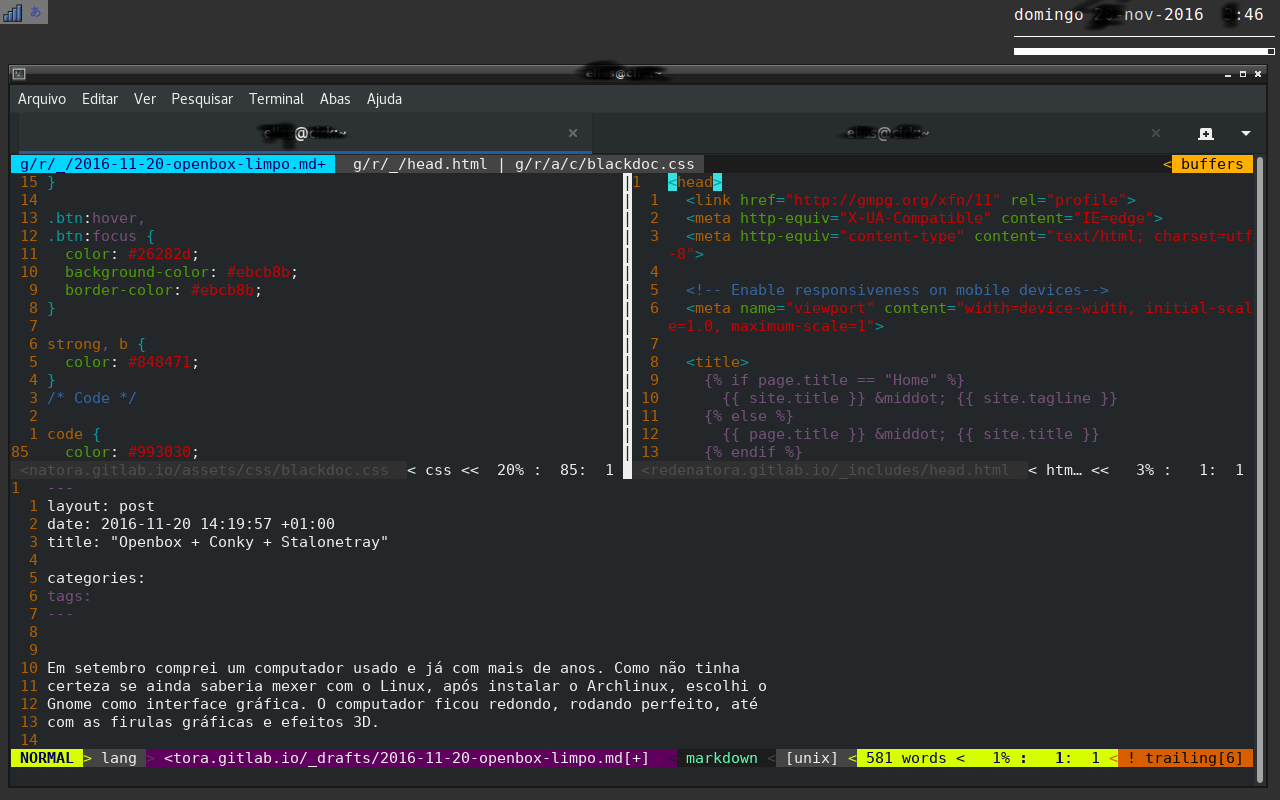 あ
domingo -nov-2016 :46
@ ~
Arquivo Editar Ver Pesquisar Terminal Abas Ajuda
@ ~ × @ ~ ×
g/r/_/2016-11-20-openbox-limpo.md+ g/r/_/head.html | g/r/a/c/blackdoc.css < buffers
15 }
14
13 .btn:hover,
12 .btn:focus {
11 color: #26282d;
10 background-color: #ebcb8b;
9 border-color: #ebcb8b;
8 }
7
6 strong, b {
5 color: #848471;
4 }
3 /* Code */
2
1 code {
85 color: #993030;
<natora.gitlab.io/assets/css/blackdoc.css < css << 20% : 85: 1
1 <head>
1 <link href="http://gmpg.org/xfn/11" rel="profile">
2 <meta http-equiv="X-UA-Compatible" content="IE=edge">
3 <meta http-equiv="content-type" content="text/html; charset=utf
-8">
4
5 <!-- Enable responsiveness on mobile devices-->
6 <meta name="viewport" content="width=device-width, initial-scal
e=1.0, maximum-scale=1">
7
8 <title>
9 {% if page.title == "Home" %}
10 {{ site.title }} &middot; {{ site.tagline }}
11 {% else %}
12 {{ page.title }} &middot; {{ site.title }}
13 {% endif %}
<redenatora.gitlab.io/_includes/head.html < htm… << 3% : 1: 1
1 ---
1 layout: post
2 date: 2016-11-20 14:19:57 +01:00
3 title: "Openbox + Conky + Stalonetray"
4
5 categories:
6 tags:
7 ---
8
9
10 Em setembro comprei um computador usado e já com mais de anos. Como não tinha
11 certeza se ainda saberia mexer com o Linux, após instalar o Archlinux, escolhi o
12 Gnome como interface gráfica. O computador ficou redondo, rodando perfeito, até
13 com as firulas gráficas e efeitos 3D.
14
NORMAL > lang > <tora.gitlab.io/_drafts/2016-11-20-openbox-limpo.md[+] < markdown < [unix] < 581 words < 1% : 1: 1 < ! trailing[6]